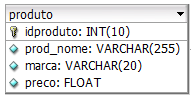 produto
idproduto: INT(10)
prod_nome: VARCHAR(255)
marca: VARCHAR(20)
preco: FLOAT